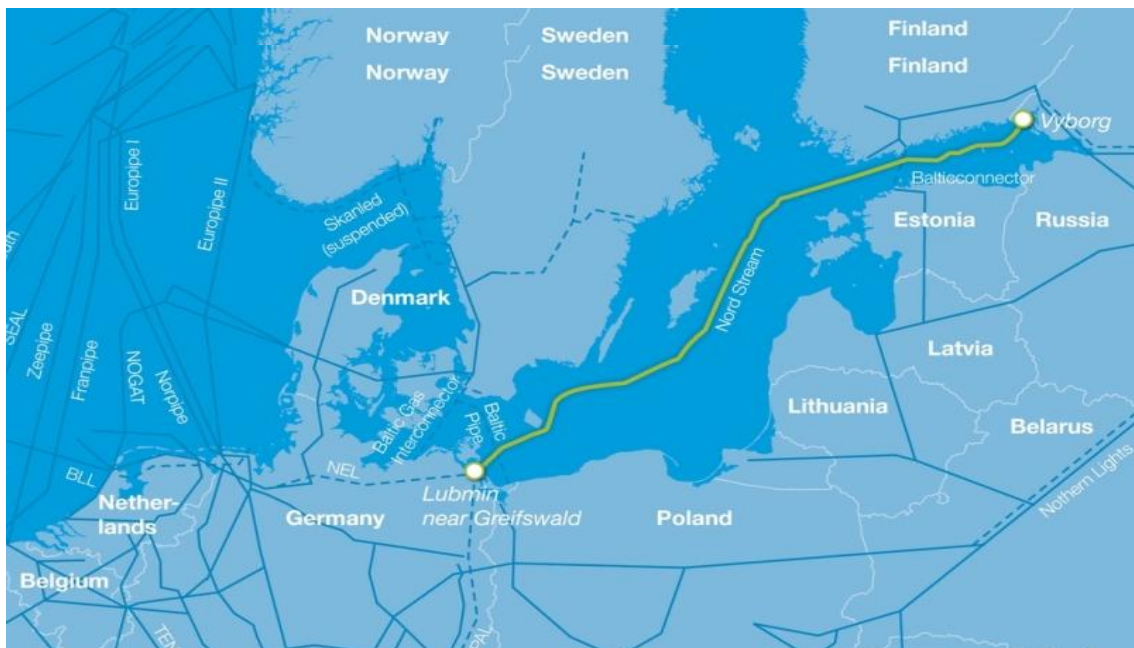 Norway
Sweden
Finland
Norway
Sweden
Finland
Vyborg
Europipe I
Europipe II
Skanled
(suspended)
Balticconnector
Estonia
Russia
Denmark
Nord Stream
SEAL
Zeepipe
Franpipe
NOGAT
Norpipe
Latvia
Lithuania
Belarus
Baltic Gas
Interconnector
Baltic
Pipe
BLL
NEL
Nether-
lands
Germany
Lubmin
near Greifswald
Poland
Nothern Lights
Belgium